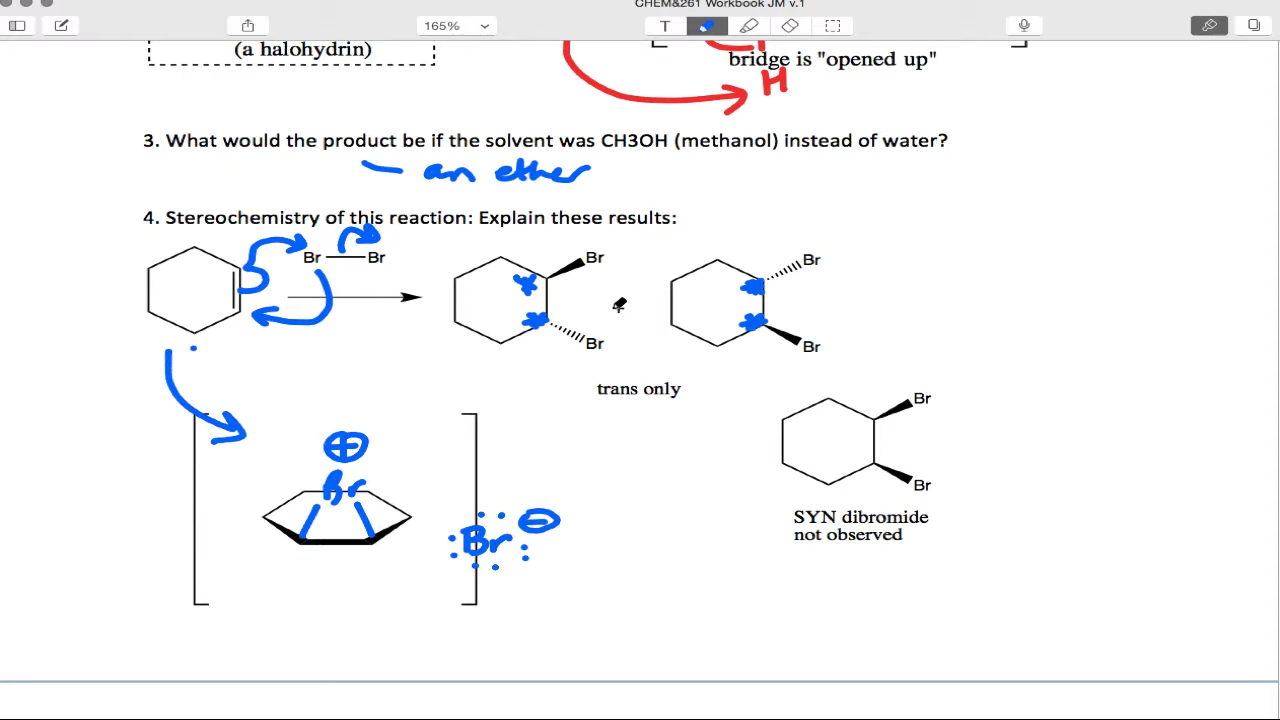 CHEM&261 Workbook JM v.1
165%
T
(a halohydrin)
bridge is "opened up"
H
3. What would the product be if the solvent was CH3OH (methanol) instead of water?
– an ether
4. Stereochemistry of this reaction: Explain these results:
Br Br
Br
Br
Br
Br
trans only
Br
Br
SYN dibromide
not observed
⊕
Br
Br ⊖